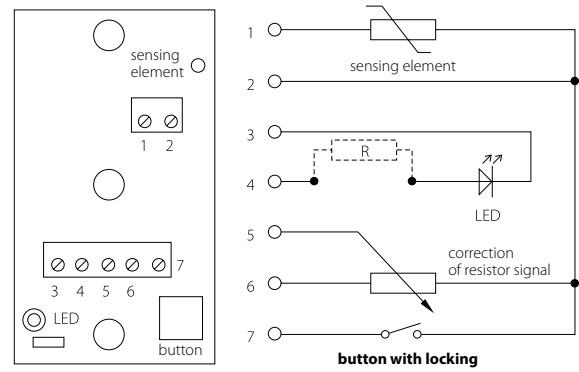 sensing
element
1 2
3 4 5 6
7
LED
button
1
sensing element
2
3
R
4
LED
5
correction
of resistor signal
6
7
button with locking